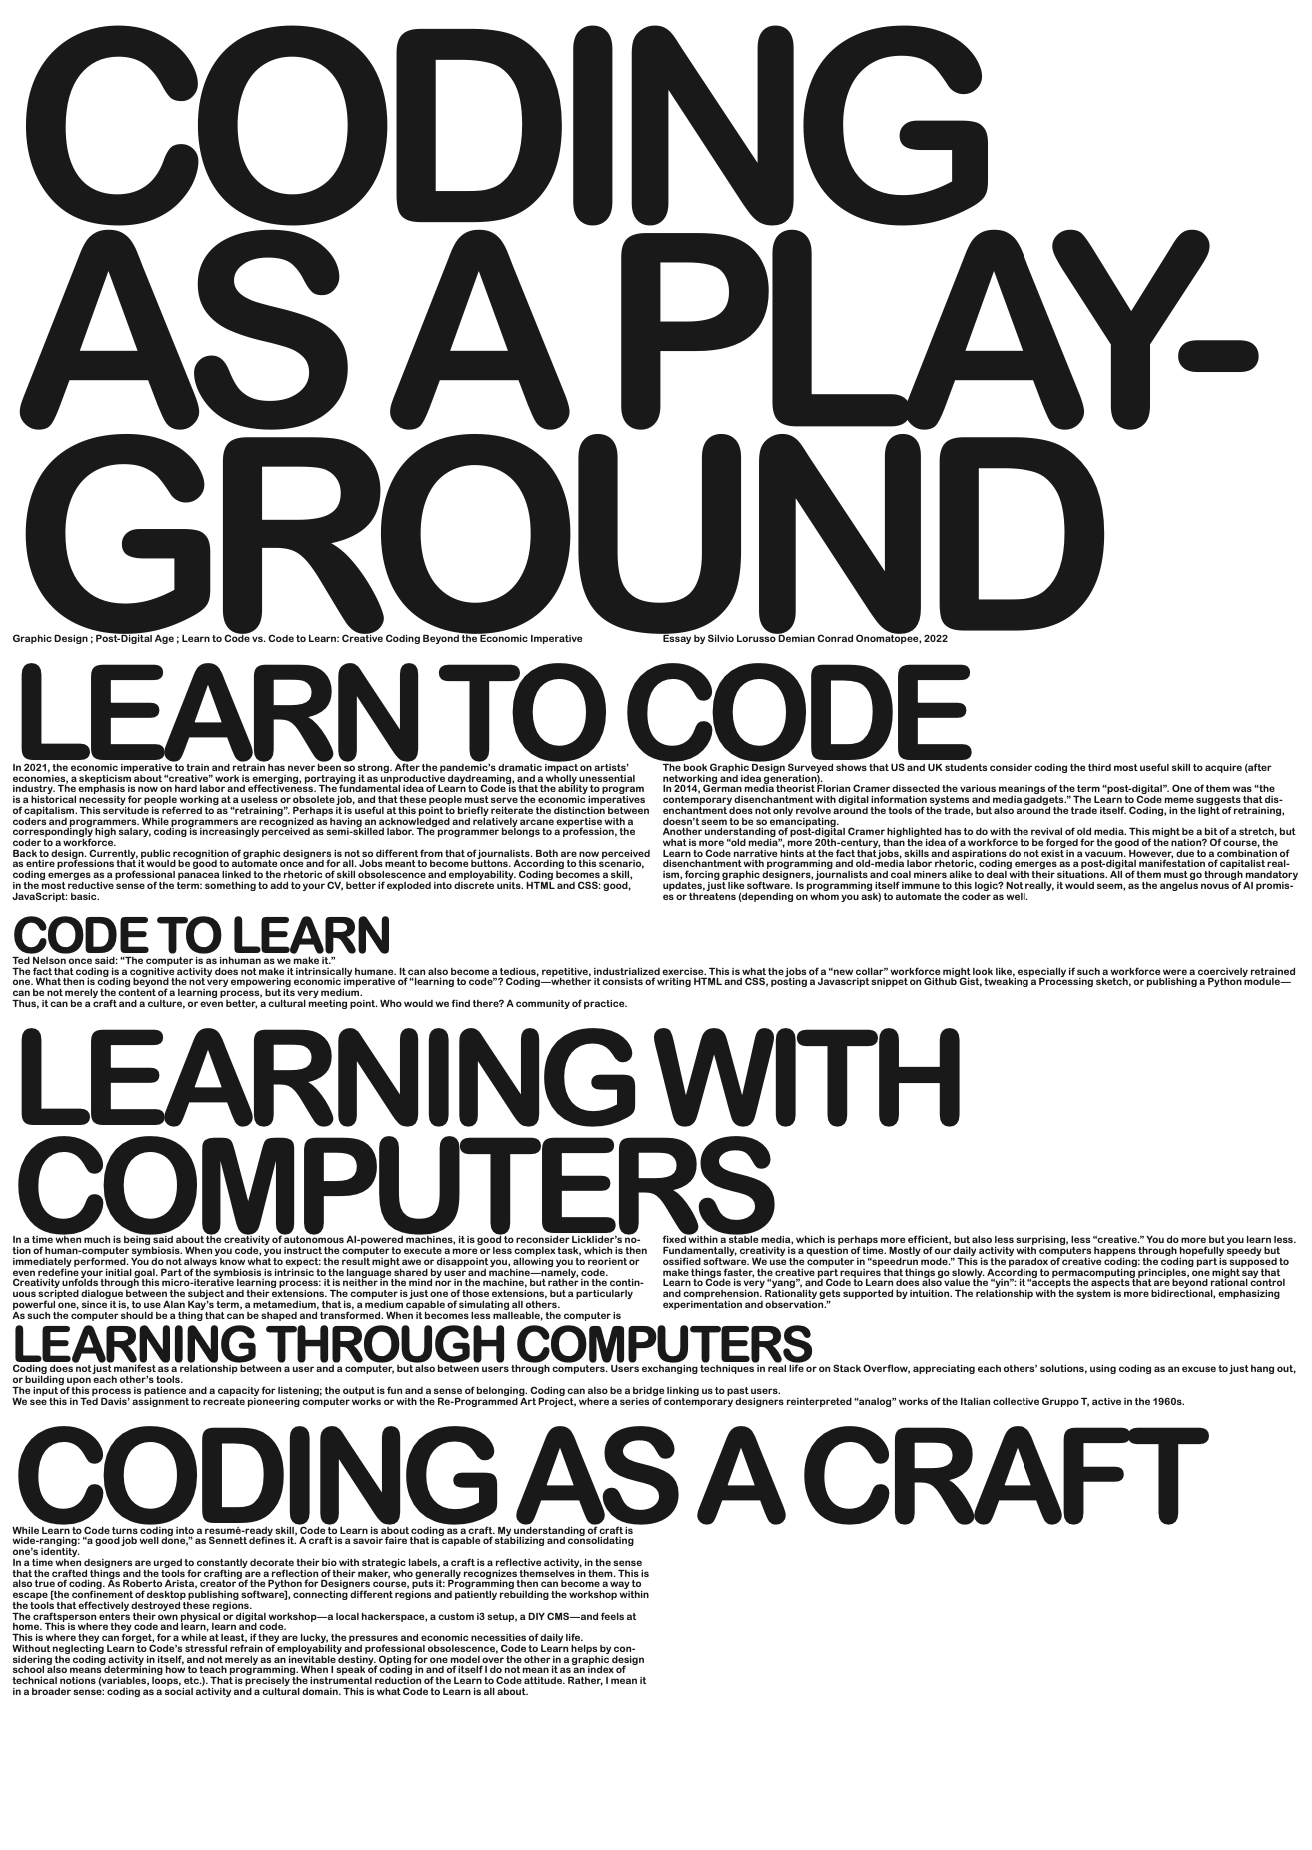 CODING
AS A PLAY-
GROUND
Graphic Design ; Post-Digital Age ; Learn to Code vs. Code to Learn: Creative Coding Beyond the Economic Imperative
Essay by Silvio Lorusso Demian Conrad Onomatopee, 2022
LEARN TO CODE
In 2021, the economic imperative to train and retrain has never been so strong. After the pandemic’s dramatic impact on artists’
economies, a skepticism about “creative” work is emerging, portraying it as unproductive daydreaming, and a wholly unessential
industry. The emphasis is now on hard labor and effectiveness. The fundamental idea of Learn to Code is that the ability to program
is a historical necessity for people working at a useless or obsolete job, and that these people must serve the economic imperatives
of capitalism. This servitude is referred to as “retraining”. Perhaps it is useful at this point to briefly reiterate the distinction between
coders and programmers. While programmers are recognized as having an acknowledged and relatively arcane expertise with a
correspondingly high salary, coding is increasingly perceived as semi-skilled labor. The programmer belongs to a profession, the
coder to a workforce.
Back to design. Currently, public recognition of graphic designers is not so different from that of journalists. Both are now perceived
as entire professions that it would be good to automate once and for all. Jobs meant to become buttons. According to this scenario,
coding emerges as a professional panacea linked to the rhetoric of skill obsolescence and employability. Coding becomes a skill,
in the most reductive sense of the term: something to add to your CV, better if exploded into discrete units. HTML and CSS: good,
JavaScript: basic.
The book Graphic Design Surveyed shows that US and UK students consider coding the third most useful skill to acquire (after
networking and idea generation).
In 2014, German media theorist Florian Cramer dissected the various meanings of the term “post-digital”. One of them was “the
contemporary disenchantment with digital information systems and media gadgets.” The Learn to Code meme suggests that dis-
enchantment does not only revolve around the tools of the trade, but also around the trade itself. Coding, in the light of retraining,
doesn’t seem to be so emancipating.
Another understanding of post-digital Cramer highlighted has to do with the revival of old media. This might be a bit of a stretch, but
what is more “old media”, more 20th-century, than the idea of a workforce to be forged for the good of the nation? Of course, the
Learn to Code narrative hints at the fact that jobs, skills and aspirations do not exist in a vacuum. However, due to a combination of
disenchantment with programming and old-media labor rhetoric, coding emerges as a post-digital manifestation of capitalist real-
ism, forcing graphic designers, journalists and coal miners alike to deal with their situations. All of them must go through mandatory
updates, just like software. Is programming itself immune to this logic? Not really, it would seem, as the angelus novus of AI promis-
es or threatens (depending on whom you ask) to automate the coder as well.
CODE TO LEARN
Ted Nelson once said: “The computer is as inhuman as we make it.”
The fact that coding is a cognitive activity does not make it intrinsically humane. It can also become a tedious, repetitive, industrialized exercise. This is what the jobs of a “new collar” workforce might look like, especially if such a workforce were a coercively retrained
one. What then is coding beyond the not very empowering economic imperative of “learning to code”? Coding—whether it consists of writing HTML and CSS, posting a Javascript snippet on Github Gist, tweaking a Processing sketch, or publishing a Python module—
can be not merely the content of a learning process, but its very medium.
Thus, it can be a craft and a culture, or even better, a cultural meeting point. Who would we find there? A community of practice.
LEARNING WITH
COMPUTERS
In a time when much is being said about the creativity of autonomous AI-powered machines, it is good to reconsider Licklider’s no-
tion of human-computer symbiosis. When you code, you instruct the computer to execute a more or less complex task, which is then
immediately performed. You do not always know what to expect: the result might awe or disappoint you, allowing you to reorient or
even redefine your initial goal. Part of the symbiosis is intrinsic to the language shared by user and machine—namely, code.
Creativity unfolds through this micro-iterative learning process: it is neither in the mind nor in the machine, but rather in the contin-
uous scripted dialogue between the subject and their extensions. The computer is just one of those extensions, but a particularly
powerful one, since it is, to use Alan Kay’s term, a metamedium, that is, a medium capable of simulating all others.
As such the computer should be a thing that can be shaped and transformed. When it becomes less malleable, the computer is
fixed within a stable media, which is perhaps more efficient, but also less surprising, less “creative.” You do more but you learn less.
Fundamentally, creativity is a question of time. Mostly of our daily activity with computers happens through hopefully speedy but
ossified software. We use the computer in “speedrun mode.” This is the paradox of creative coding: the coding part is supposed to
make things faster, the creative part requires that things go slowly. According to permacomputing principles, one might say that
Learn to Code is very "yang”, and Code to Learn does also value the "yin”: it “accepts the aspects that are beyond rational control
and comprehension. Rationality gets supported by intuition. The relationship with the system is more bidirectional, emphasizing
experimentation and observation.”
LEARNING THROUGH COMPUTERS
Coding does not just manifest as a relationship between a user and a computer, but also between users through computers. Users exchanging techniques in real life or on Stack Overflow, appreciating each others’ solutions, using coding as an excuse to just hang out,
or building upon each other’s tools.
The input of this process is patience and a capacity for listening; the output is fun and a sense of belonging. Coding can also be a bridge linking us to past users.
We see this in Ted Davis’ assignment to recreate pioneering computer works or with the Re-Programmed Art Project, where a series of contemporary designers reinterpreted “analog” works of the Italian collective Gruppo T, active in the 1960s.
CODING AS A CRAFT
While Learn to Code turns coding into a resumé-ready skill, Code to Learn is about coding as a craft. My understanding of craft is
wide-ranging: “a good job well done,” as Sennett defines it. A craft is a savoir faire that is capable of stabilizing and consolidating
one’s identity.
In a time when designers are urged to constantly decorate their bio with strategic labels, a craft is a reflective activity, in the sense
that the crafted things and the tools for crafting are a reflection of their maker, who generally recognizes themselves in them. This is
also true of coding. As Roberto Arista, creator of the Python for Designers course, puts it: Programming then can become a way to
escape [the confinement of desktop publishing software], connecting different regions and patiently rebuilding the workshop within
the tools that effectively destroyed these regions.
The craftsperson enters their own physical or digital workshop—a local hackerspace, a custom i3 setup, a DIY CMS—and feels at
home. This is where they code and learn, learn and code.
This is where they can forget, for a while at least, if they are lucky, the pressures and economic necessities of daily life.
Without neglecting Learn to Code’s stressful refrain of employability and professional obsolescence, Code to Learn helps by con-
sidering the coding activity in itself, and not merely as an inevitable destiny. Opting for one model over the other in a graphic design
school also means determining how to teach programming. When I speak of coding in and of itself I do not mean it as an index of
technical notions (variables, loops, etc.). That is precisely the instrumental reduction of the Learn to Code attitude. Rather, I mean it
in a broader sense: coding as a social activity and a cultural domain. This is what Code to Learn is all about.